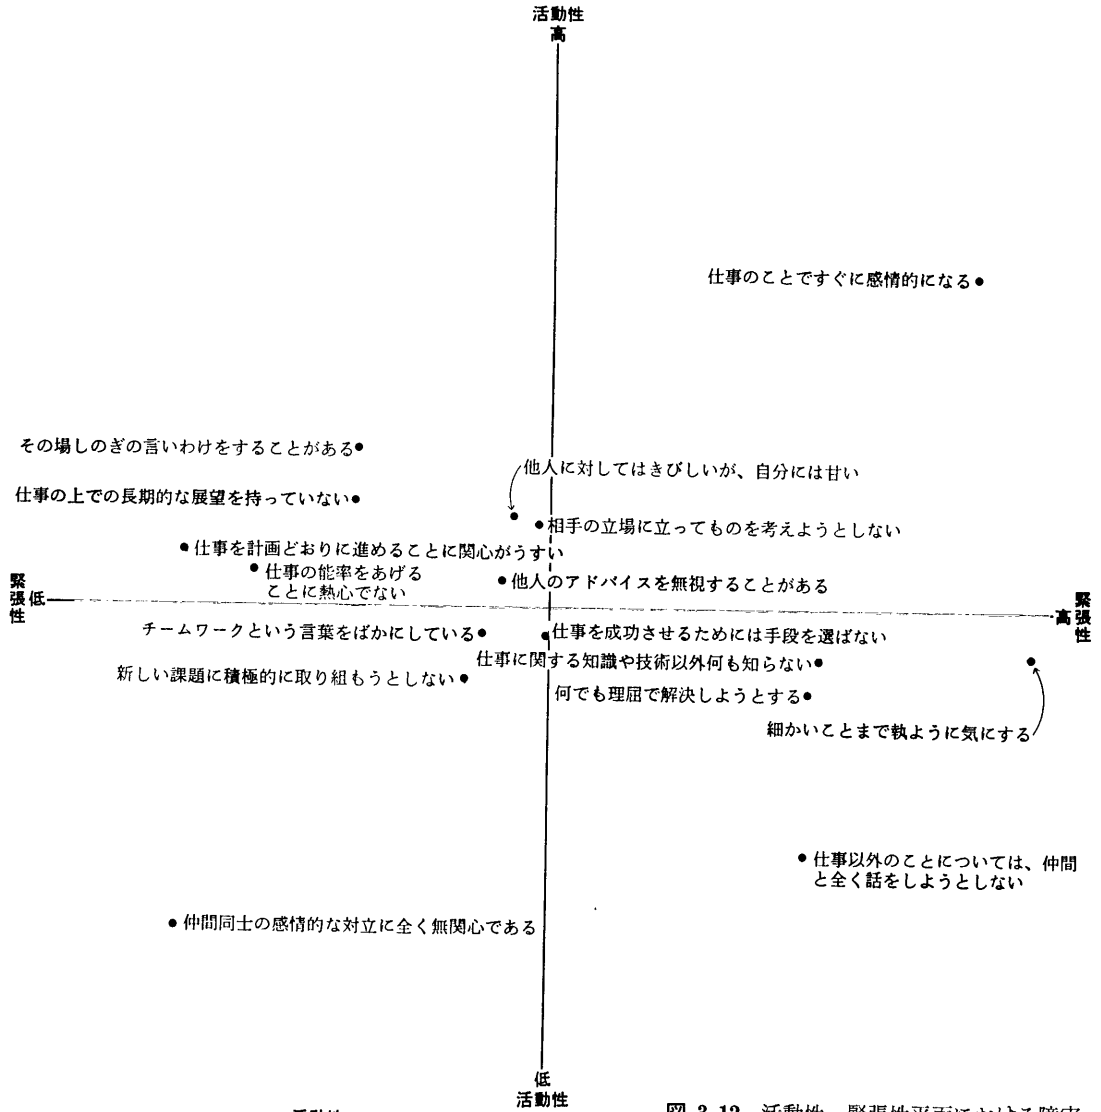 活動性
高
仕事のことですぐに感情的になる
その場しのぎの言いわけをすることがある
他人に対してはきびしいが、自分には甘い
仕事の上での長期的な展望を持っていない
相手の立場に立ってものを考えようとしない
仕事を計画どおりに進めることに関心がうすい
仕事の能率をあげる
ことに熱心でない
他人のアドバイスを無視することがある
緊張性
低
高
緊張性
チームワークという言葉をばかにしている
仕事を成功させるためには手段を選ばない
仕事に関する知識や技術以外何も知らない
新しい課題に積極的に取り組もうとしない
何でも理屈で解決しようとする
細かいことまで執ように気にする
仕事以外のことについては、仲間
と全く話をしようとしない
仲間同士の感情的な対立に全く無関心である
低
活動性